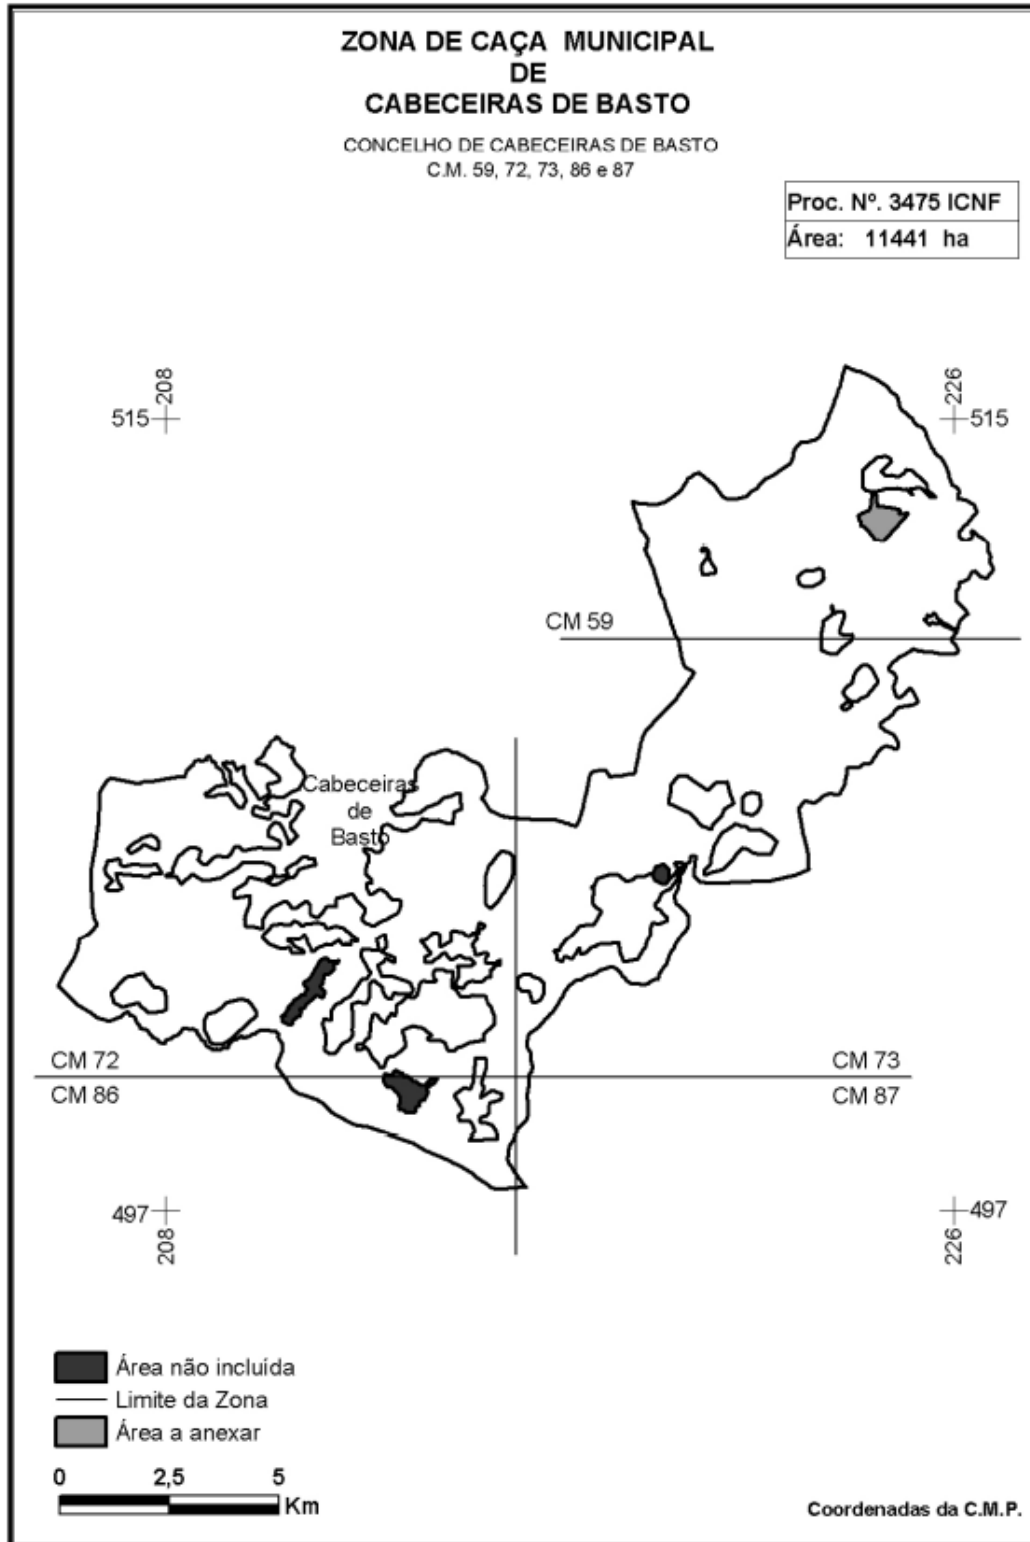 ZONA DE CAÇA MUNICIPAL
DE
CABECEIRAS DE BASTO
CONCELHO DE CABECEIRAS DE BASTO
C.M. 59, 72, 73, 86 e 87
Proc. Nº. 3475 ICNF
Área: 11441 ha
208
515
226
515
CM 59
Cabeceiras
de
Basto
CM 72
CM 73
CM 86
CM 87
497
208
497
226
Área não incluída
Limite da Zona
Área a anexar
0 2,5 5
Km
Coordenadas da C.M.P.